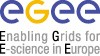 egee
Enabling Grids for
E-science in Europe